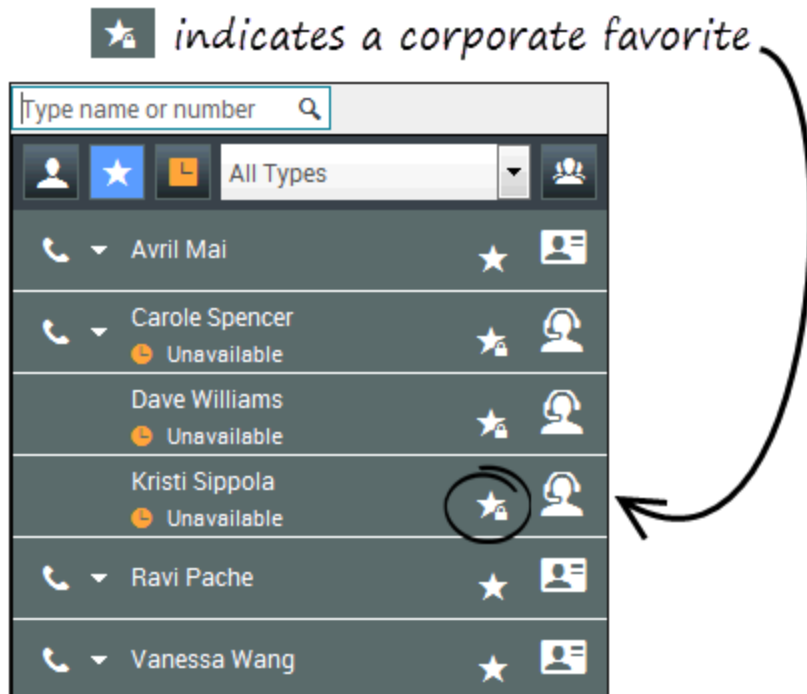 indicates a corporate favorite
Type name or number
All Types
Avril Mai
Carole Spencer
Unavailable
Dave Williams
Unavailable
Kristi Sippola
Unavailable
Ravi Pache
Vanessa Wang